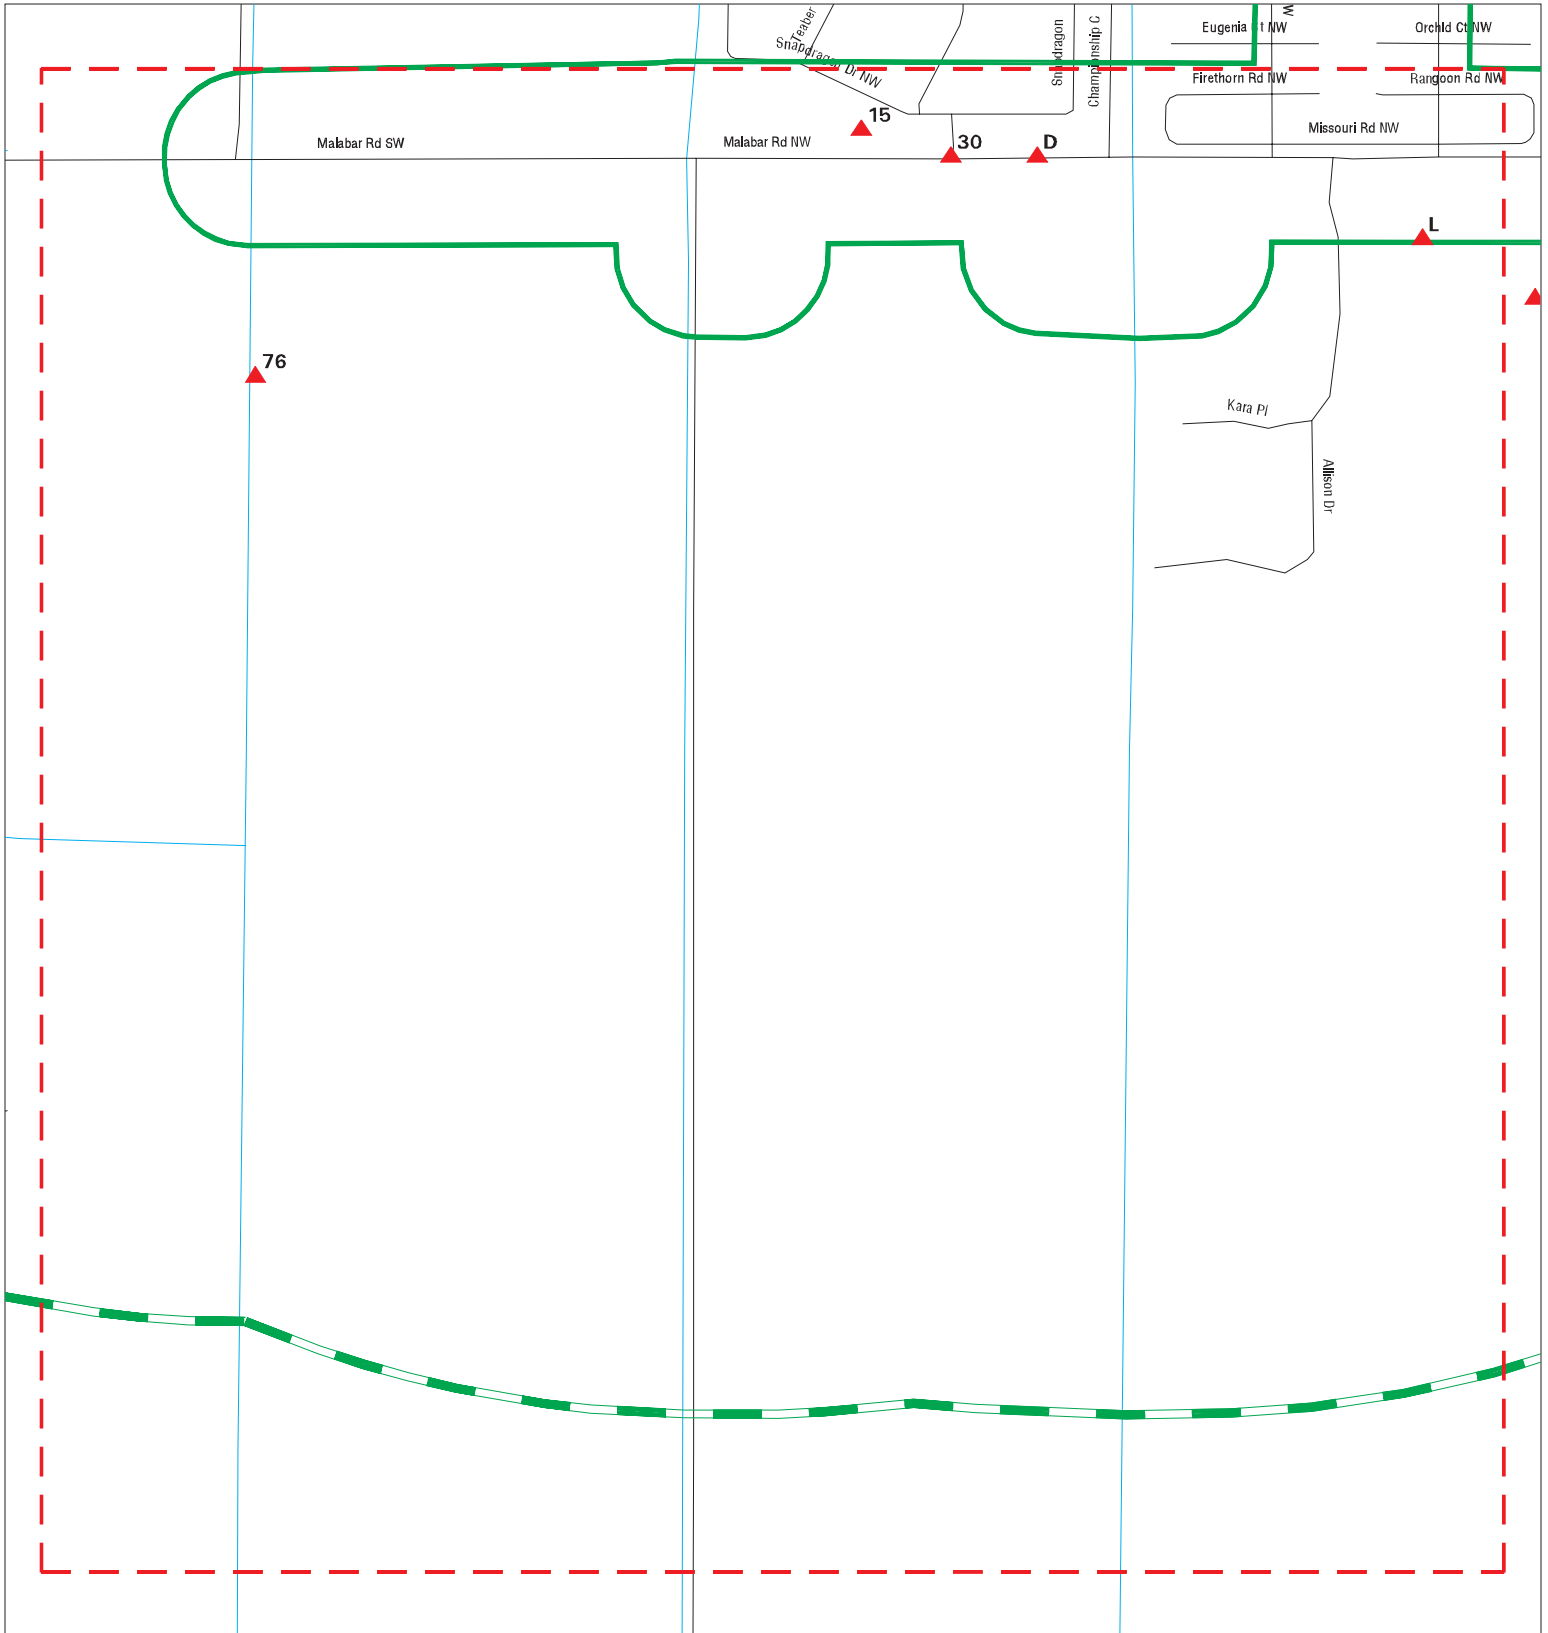 Teaber
Snapdragon Dr NW
Snapdragon
Championship C
Eugenia Ct NW
W
Orchid Ct NW
Firethorn Rd NW
Rangoon Rd NW
15
Missouri Rd NW
Malabar Rd SW
Malabar Rd NW
30
D
L
76
Kara Pl
Allison Dr